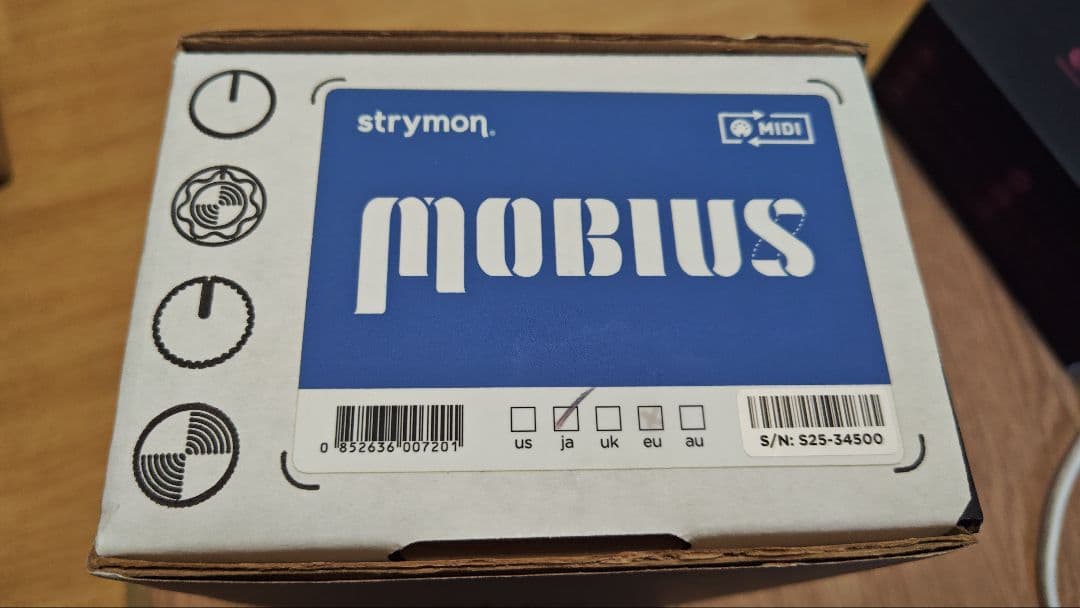 strymon®
MIDI
MOBIUS
0 852636 007201
us ja uk eu au
S/N: S25-34500